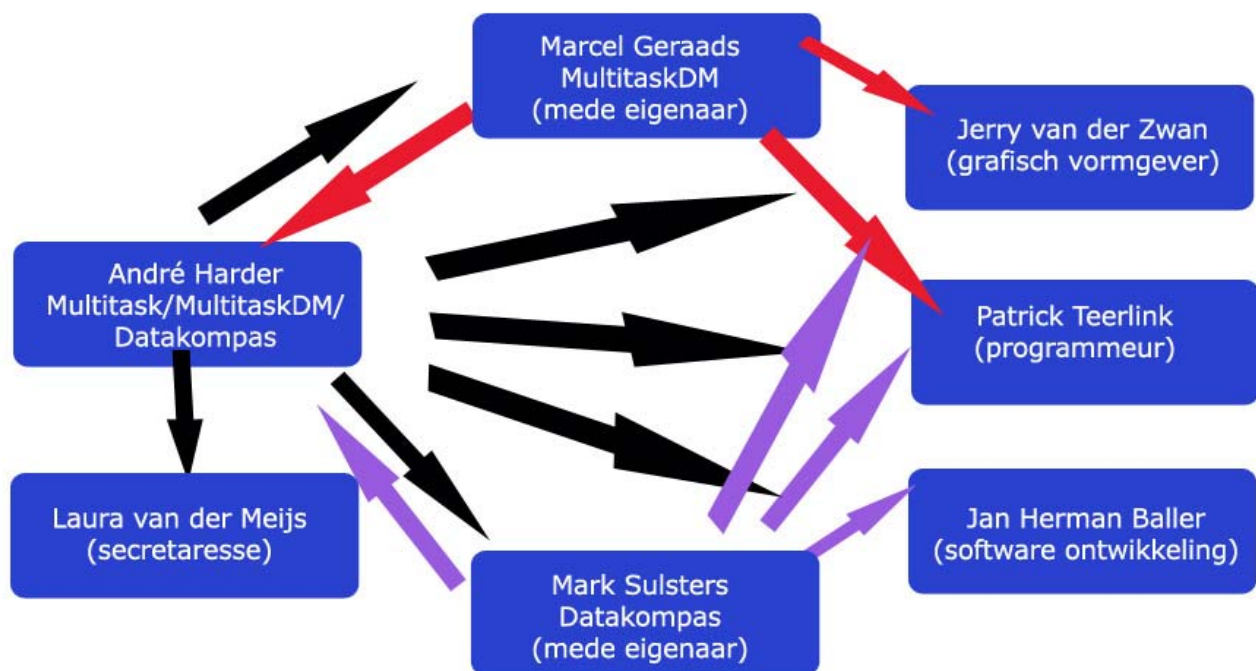 Marcel Geraads
MultitaskDM
(mede eigenaar)
Jerry van der Zwan
(grafisch vormgever)
André Harder
Multitask/MultitaskDM/
Datakompas
Patrick Teerlink
(programmeur)
Laura van der Meijs
(secretaresse)
Jan Herman Baller
(software ontwikkeling)
Mark Sulsters
Datakompas
(mede eigenaar)